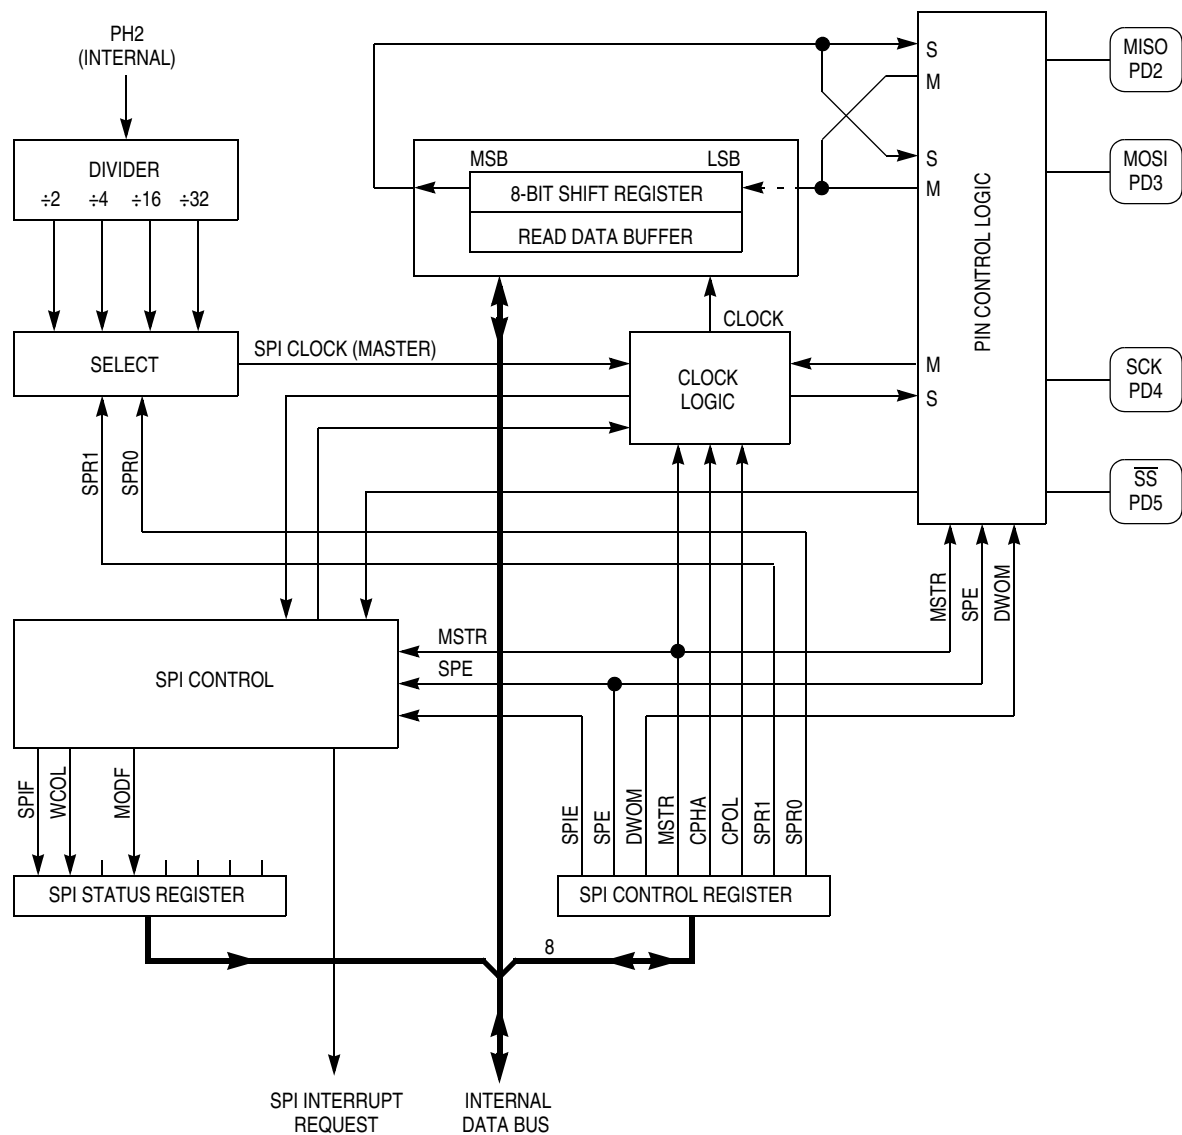 PH2
(INTERNAL)
DIVIDER
÷2 ÷4 ÷16 ÷32
SELECT
SPI CLOCK (MASTER)
SPR1
SPR0
MSB
LSB
8-BIT SHIFT REGISTER
READ DATA BUFFER
CLOCK
CLOCK
LOGIC
S
M
S
M
M
S
PIN CONTROL LOGIC
MISO
PD2
MOSI
PD3
SCK
PD4
SS
PD5
MSTR
SPE
DWOM
SPI CONTROL
MSTR
SPE
SPIF
WCOL
MODF
SPIE
SPE
DWOM
MSTR
CPHA
CPOL
SPR1
SPR0
SPI STATUS REGISTER
SPI CONTROL REGISTER
8
SPI INTERRUPT
REQUEST
INTERNAL
DATA BUS